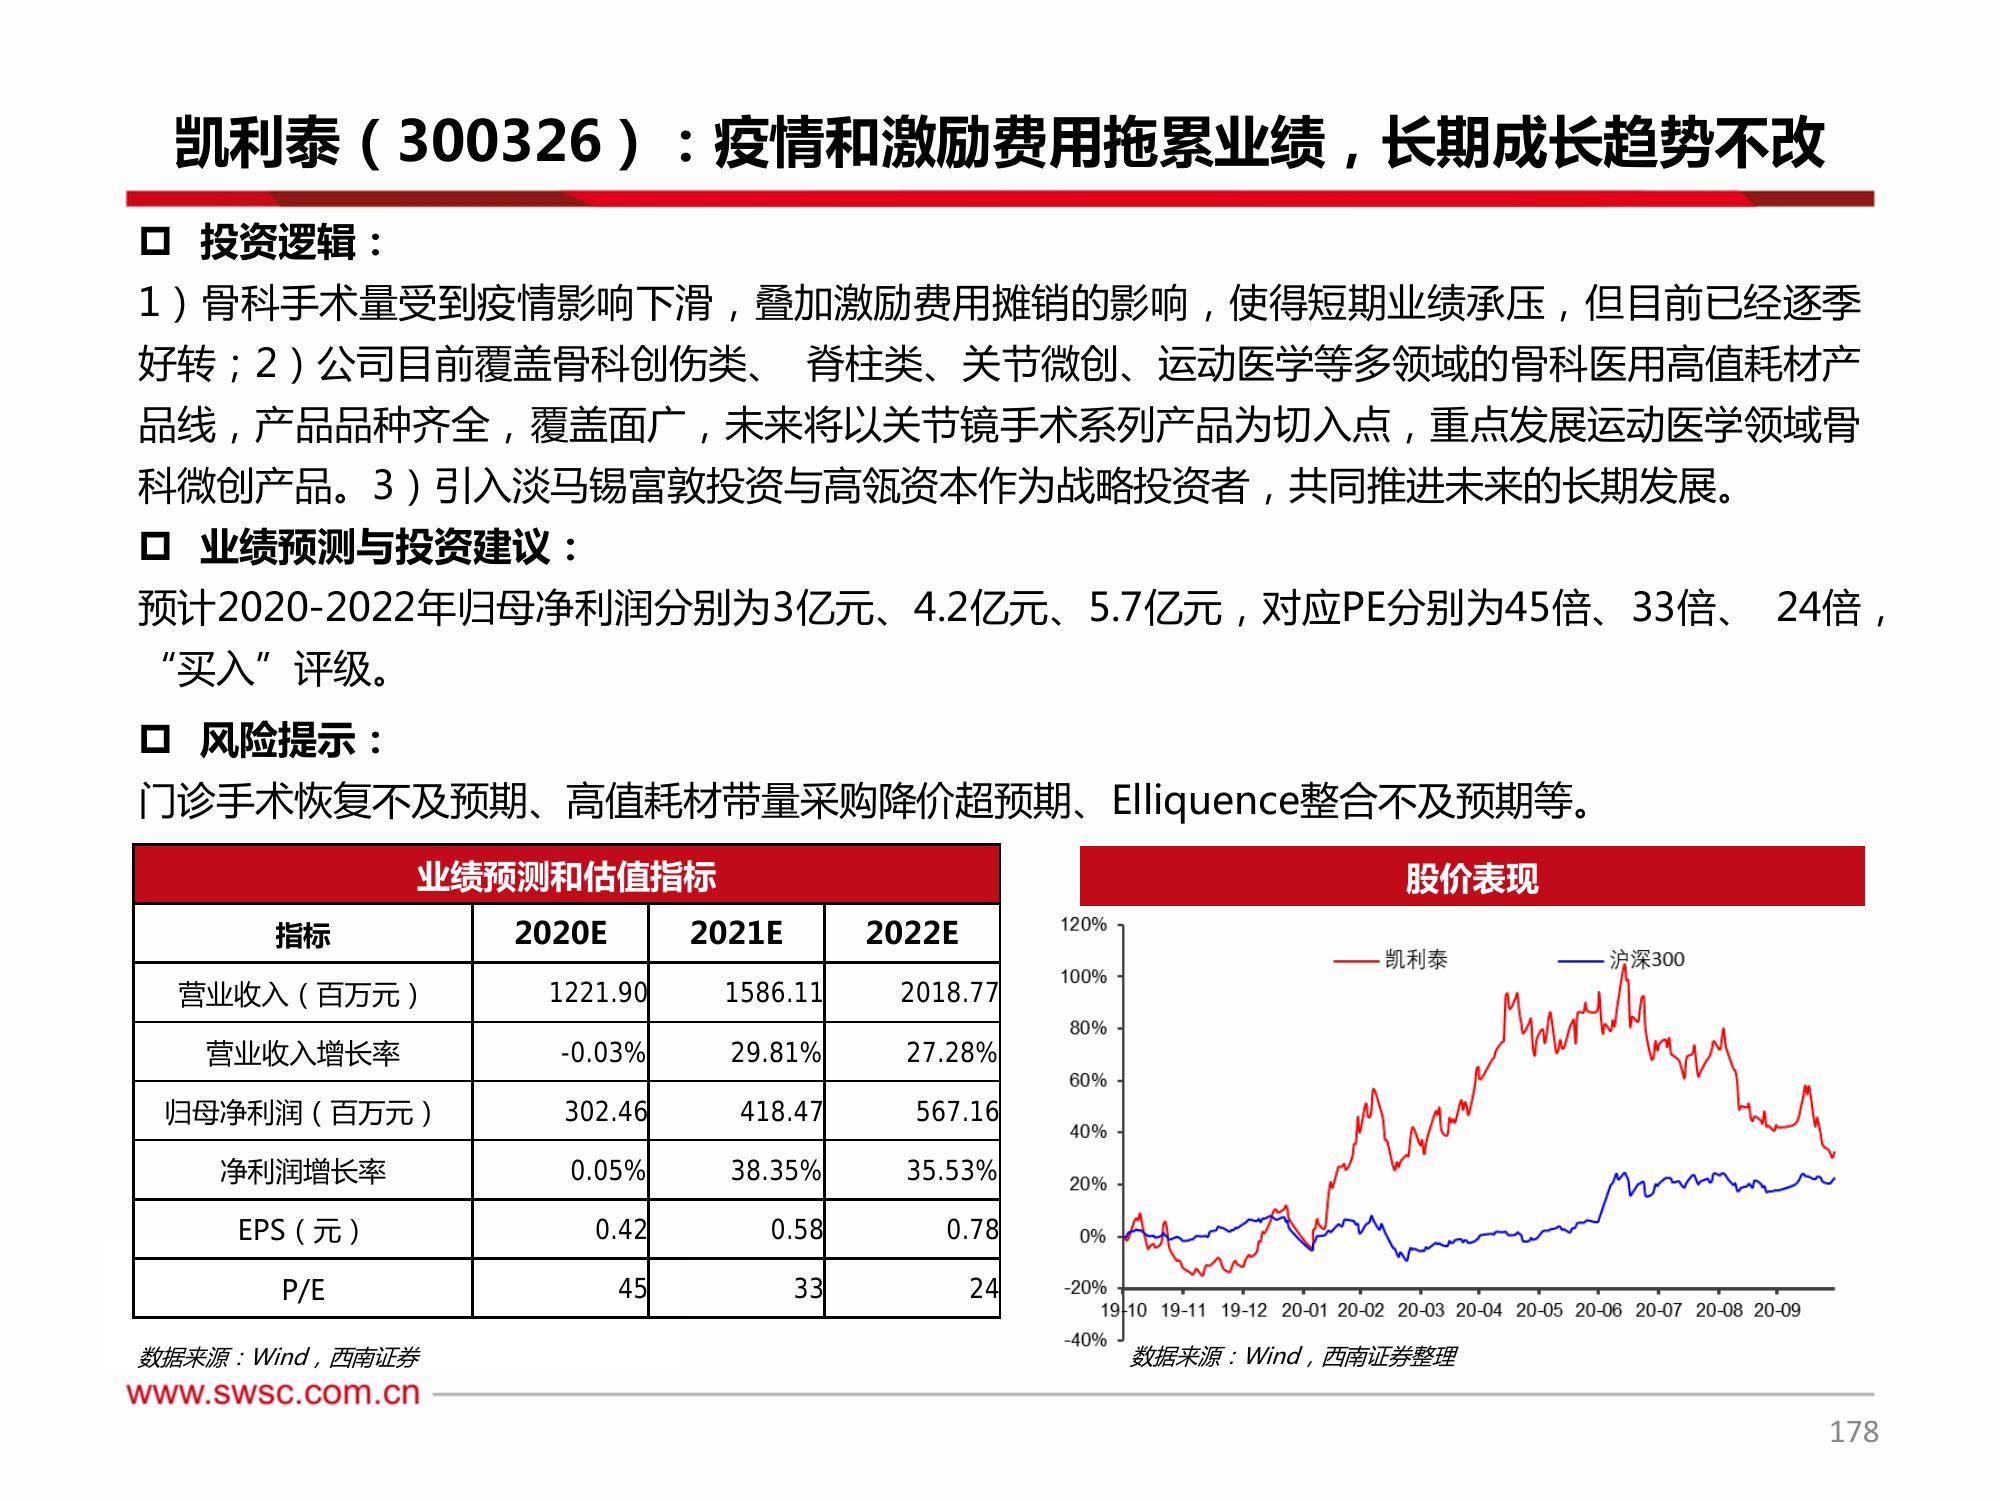 凯利泰（300326）：疫情和激励费用拖累业绩，长期成长趋势不改
投资逻辑：
1）骨科手术量受到疫情影响下滑，叠加激励费用摊销的影响，使得短期业绩承压，但目前已经逐季
好转；2）公司目前覆盖骨科创伤类、 脊柱类、关节微创、运动医学等多领域的骨科医用高值耗材产
品线，产品品种齐全，覆盖面广，未来将以关节镜手术系列产品为切入点，重点发展运动医学领域骨
科微创产品。3）引入淡马锡富敦投资与高瓴资本作为战略投资者，共同推进未来的长期发展。
业绩预测与投资建议：
预计2020-2022年归母净利润分别为3亿元、4.2亿元、5.7亿元，对应PE分别为45倍、33倍、 24倍，
“买入”评级。
风险提示：
门诊手术恢复不及预期、高值耗材带量采购降价超预期、Elliquence整合不及预期等。
业绩预测和估值指标
指标 2020E 2021E 2022E
营业收入（百万元） 1221.90 1586.11 2018.77
营业收入增长率 -0.03% 29.81% 27.28%
归母净利润（百万元） 302.46 418.47 567.16
净利润增长率 0.05% 38.35% 35.53%
EPS（元） 0.42 0.58 0.78
P/E 45 33 24
数据来源：Wind，西南证券
股价表现
凯利泰 沪深300
120%
100%
80%
60%
40%
20%
0%
-20%
-40%
19-10 19-11 19-12 20-01 20-02 20-03 20-04 20-05 20-06 20-07 20-08 20-09
数据来源：Wind，西南证券整理
www.swsc.com.cn
178